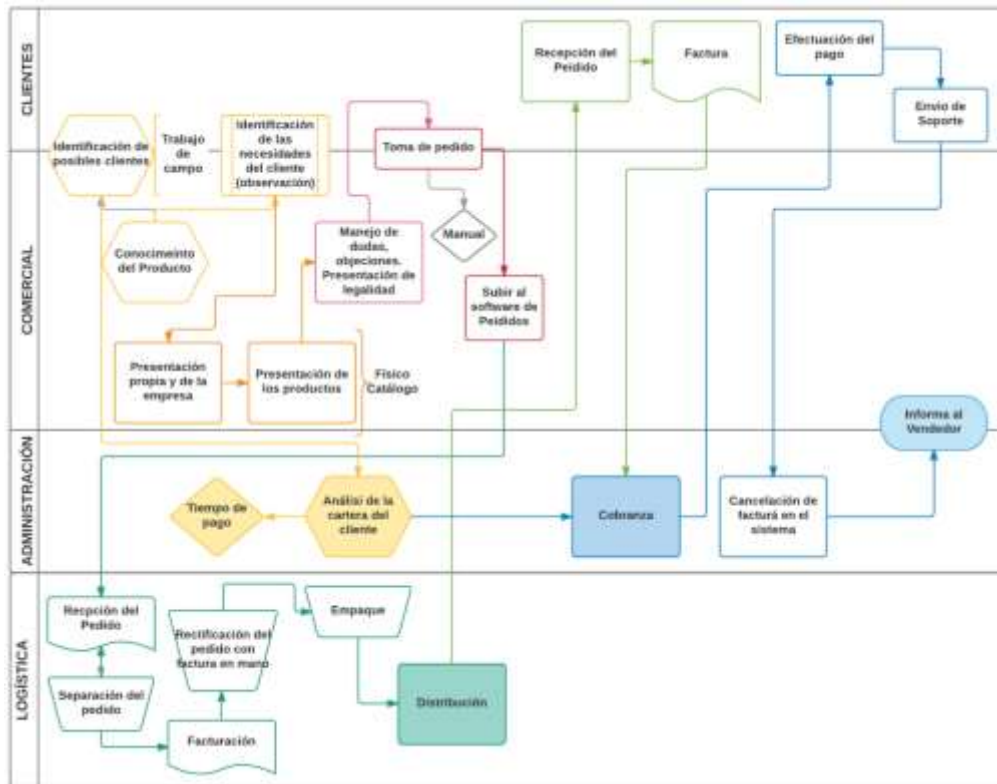 CLIENTES
Recepción del
Peidido
Factura
Efectuación del
pago
Envio de
Soporte
Identificación de
posibles clientes
Trabajo
de
campo
Identificación
de las
necesidades
del cliente
(observación)
Toma de pedido
COMERCIAL
Conocimeinto
del Producto
Manejo de
dudas,
objeciones.
Presentación de
legalidad
Manual
Subir al
software de
Peididos
Presentación
propia y de la
empresa
Presentación de
los productos
Físico
Catálogo
Informa al
Vendedor
ADMINISTRACIÓN
Tiempo de
pago
Análisi de la
cartera del
cliente
Cobranza
Cancelación de
facturá en el
sistema
LOGÍSTICA
Recpción del
Pedido
Rectificación del
pedido con
factura en mano
Empaque
Separación del
pedido
Facturación
Distribución